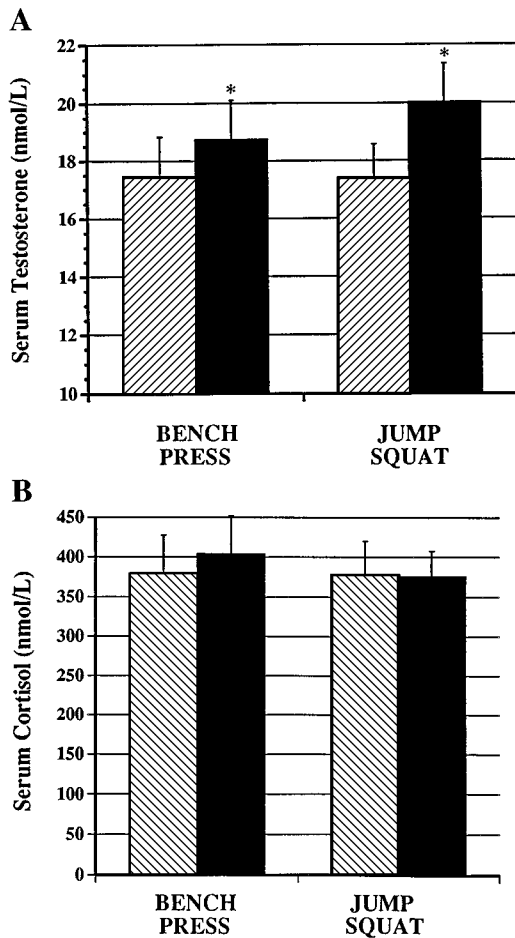 A
Serum Testosterone (nmol/L)
22
20
18
16
14
12
10
*
*
BENCH
PRESS
JUMP
SQUAT
B
Serum Cortisol (nmol/L)
450
400
350
300
250
200
150
100
50
0
BENCH
PRESS
JUMP
SQUAT